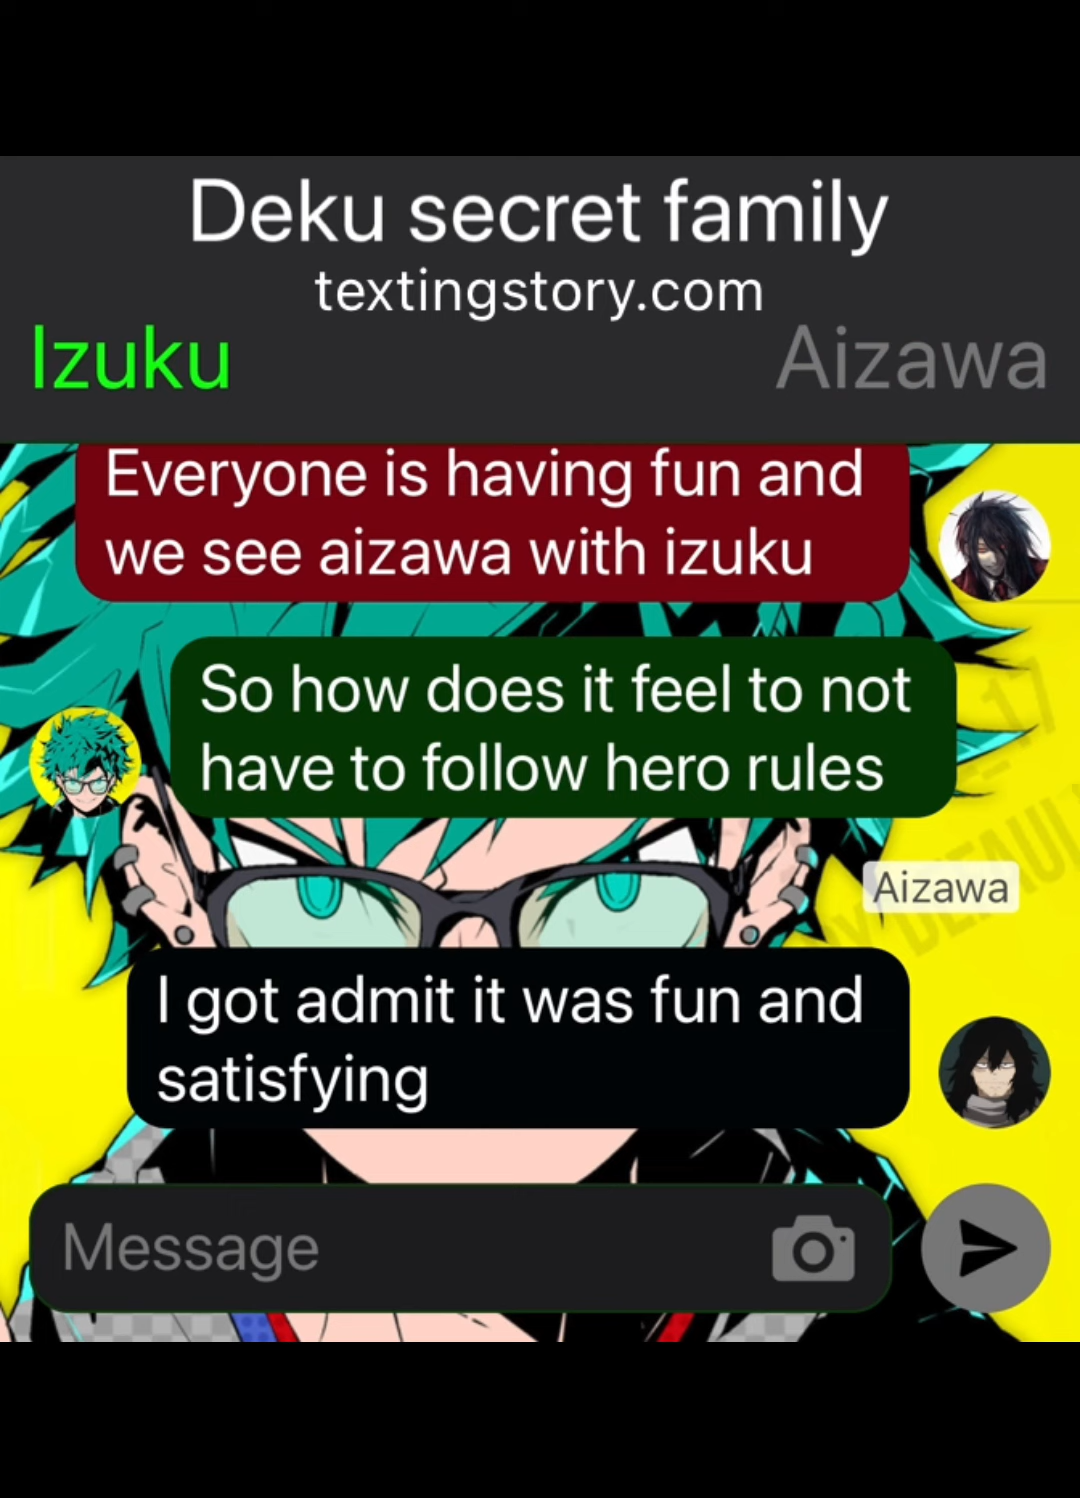 Deku secret family
textingstory.com
Izuku
Aizawa
Everyone is having fun and
we see aizawa with izuku
So how does it feel to not
have to follow hero rules
Aizawa
I got admit it was fun and
satisfying
Message